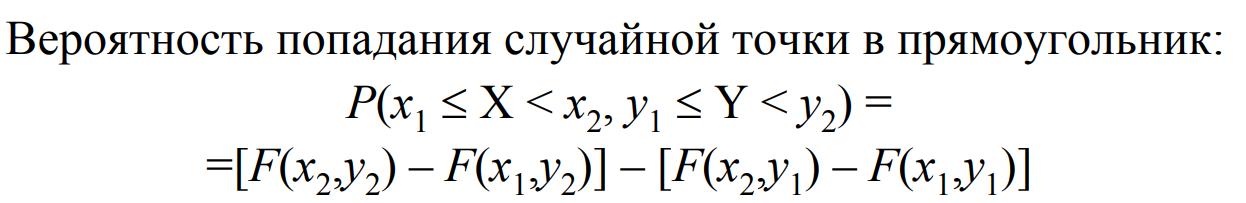 Вероятность попадания случайной точки в прямоугольник:
P(x₁ ≤ X < x₂, y₁ ≤ Y < y₂) =
=[F(x₂,y₂) – F(x₁,y₂)] – [F(x₂,y₁) – F(x₁,y₁)]